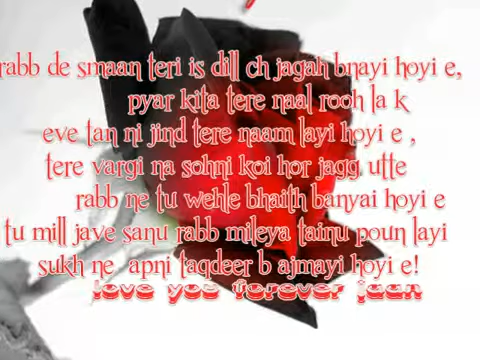 rabb de smaan teri is dill ch jagah bnayi hoyi e,
pyar kita tere naal rooh la k
eve tan ni jind tere naam layi hoyi e ,
tere vargi na sohni koi hor jagg utte
rabb ne tu wehle bhaith banyai hoyi e
tu mill jave sanu rabb mileya tainu poun layi
sukh ne apni taqdeer b ajmayi hoyi e!
love you forever jaan